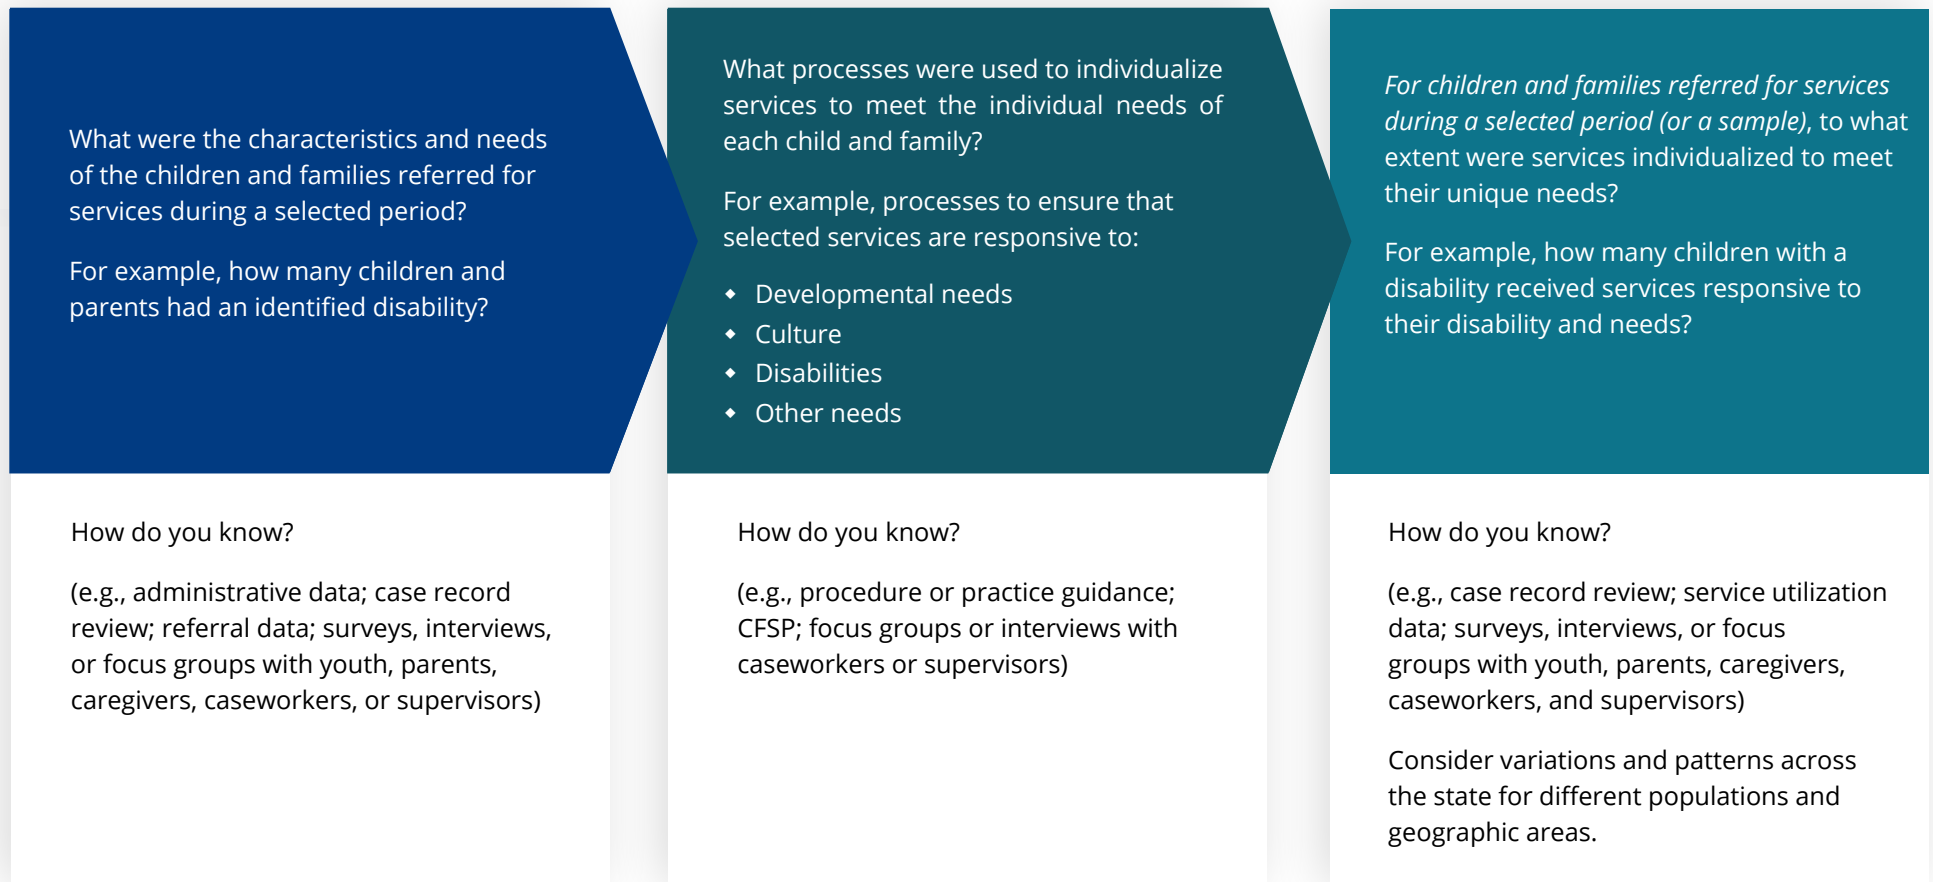 What were the characteristics and needs
of the children and families referred for
services during a selected period?
For example, how many children and
parents had an identified disability?
How do you know?
(e.g., administrative data; case record
review; referral data; surveys, interviews,
or focus groups with youth, parents,
caregivers, caseworkers, or supervisors)
What processes were used to individualize
services to meet the individual needs of
each child and family?
For example, processes to ensure that
selected services are responsive to:
◆ Developmental needs
◆ Culture
◆ Disabilities
◆ Other needs
How do you know?
(e.g., procedure or practice guidance;
CFSP; focus groups or interviews with
caseworkers or supervisors)
For children and families referred for services
during a selected period (or a sample), to what
extent were services individualized to meet
their unique needs?
For example, how many children with a
disability received services responsive to
their disability and needs?
How do you know?
(e.g., case record review; service utilization
data; surveys, interviews, or focus
groups with youth, parents, caregivers,
caseworkers, and supervisors)
Consider variations and patterns across
the state for different populations and
geographic areas.